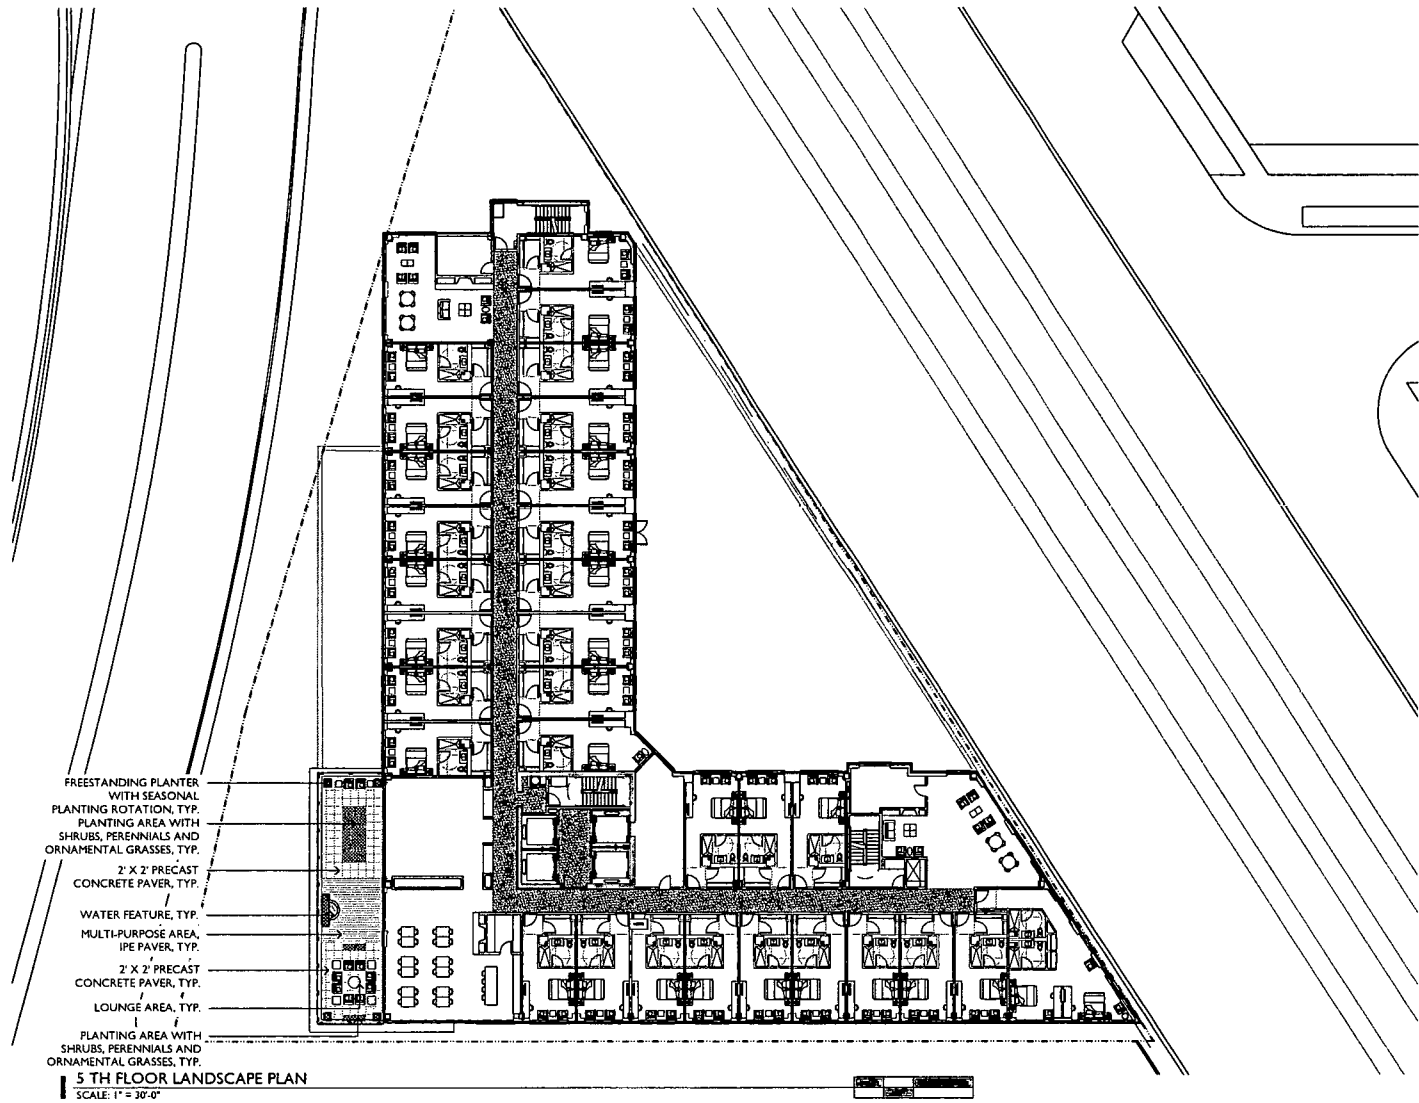 FREESTANDING PLANTER
WITH SEASONAL
PLANTING ROTATION, TYP.
PLANTING AREA WITH
SHRUBS, PERENNIALS AND
ORNAMENTAL GRASSES, TYP.
2' X 2' PRECAST
CONCRETE PAVER, TYP.
WATER FEATURE, TYP.
MULTI-PURPOSE AREA,
IPE PAVER, TYP.
2' X 2' PRECAST
CONCRETE PAVER, TYP.
LOUNGE AREA, TYP.
PLANTING AREA WITH
SHRUBS, PERENNIALS AND
ORNAMENTAL GRASSES, TYP.
5 TH FLOOR LANDSCAPE PLAN
SCALE: 1" = 30'-0"